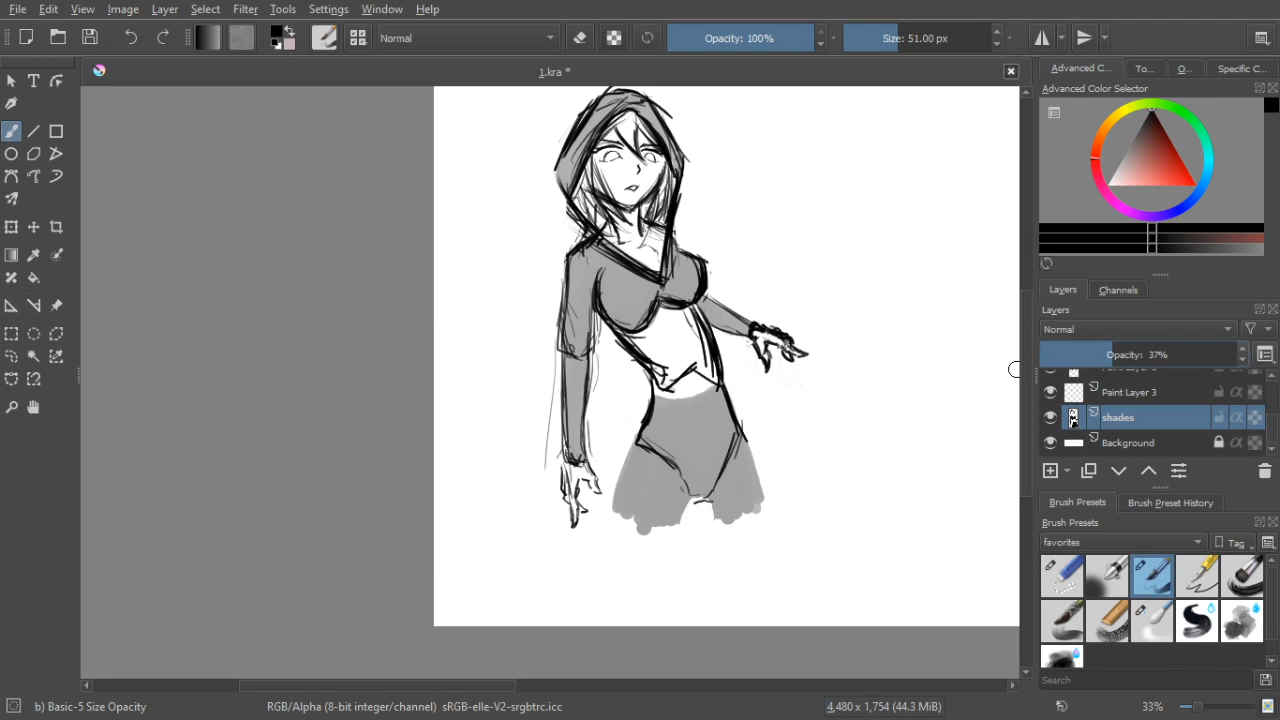 File Edit View Image Layer Select Filter Tools Settings Window Help
Normal
Opacity: 100%
Size: 51.00 px
1.kra *
Advanced C... To... O... Specific C...
Advanced Color Selector
Layers Channels
Layers
Normal
Opacity: 37%
Paint Layer 3
shades
Background
Brush Presets Brush Preset History
Brush Presets
favorites
Tag
Search
b) Basic-5 Size Opacity
RGB/Alpha (8-bit integer/channel) sRGB-elle-V2-srgbtrc.icc
4,480 x 1,754 (44.3 MiB)
33%